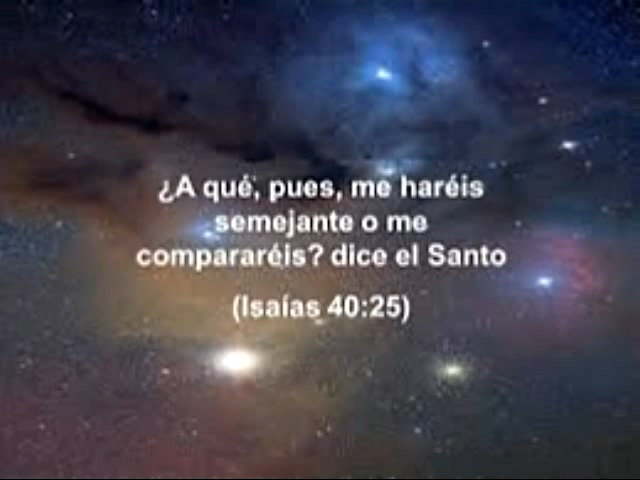 ¿A qué, pues, me haréis
semejante o me
compararéis? dice el Santo
(Isaías 40:25)